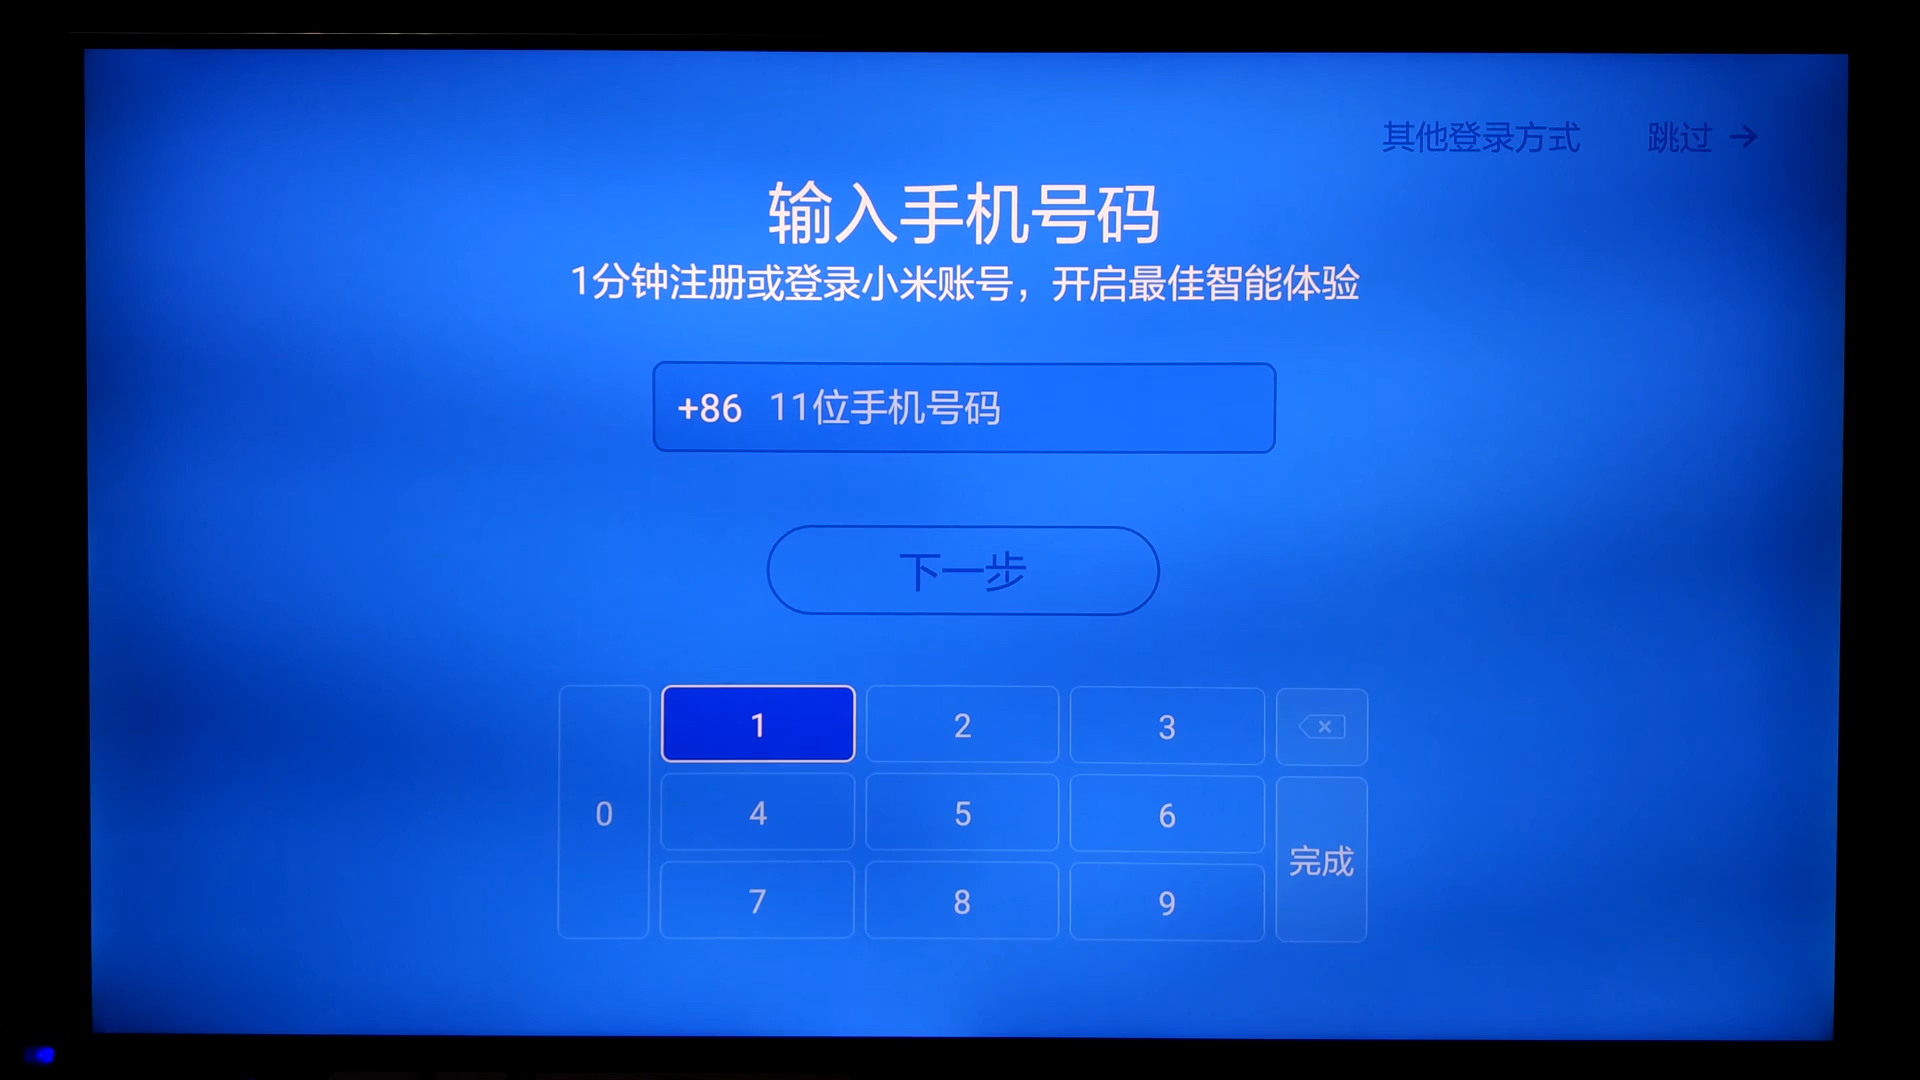 其他登录方式 跳过 →
输入手机号码
1分钟注册或登录小米账号，开启最佳智能体验
+86 11位手机号码
下一步
1 2 3
0 4 5 6
完成
7 8 9